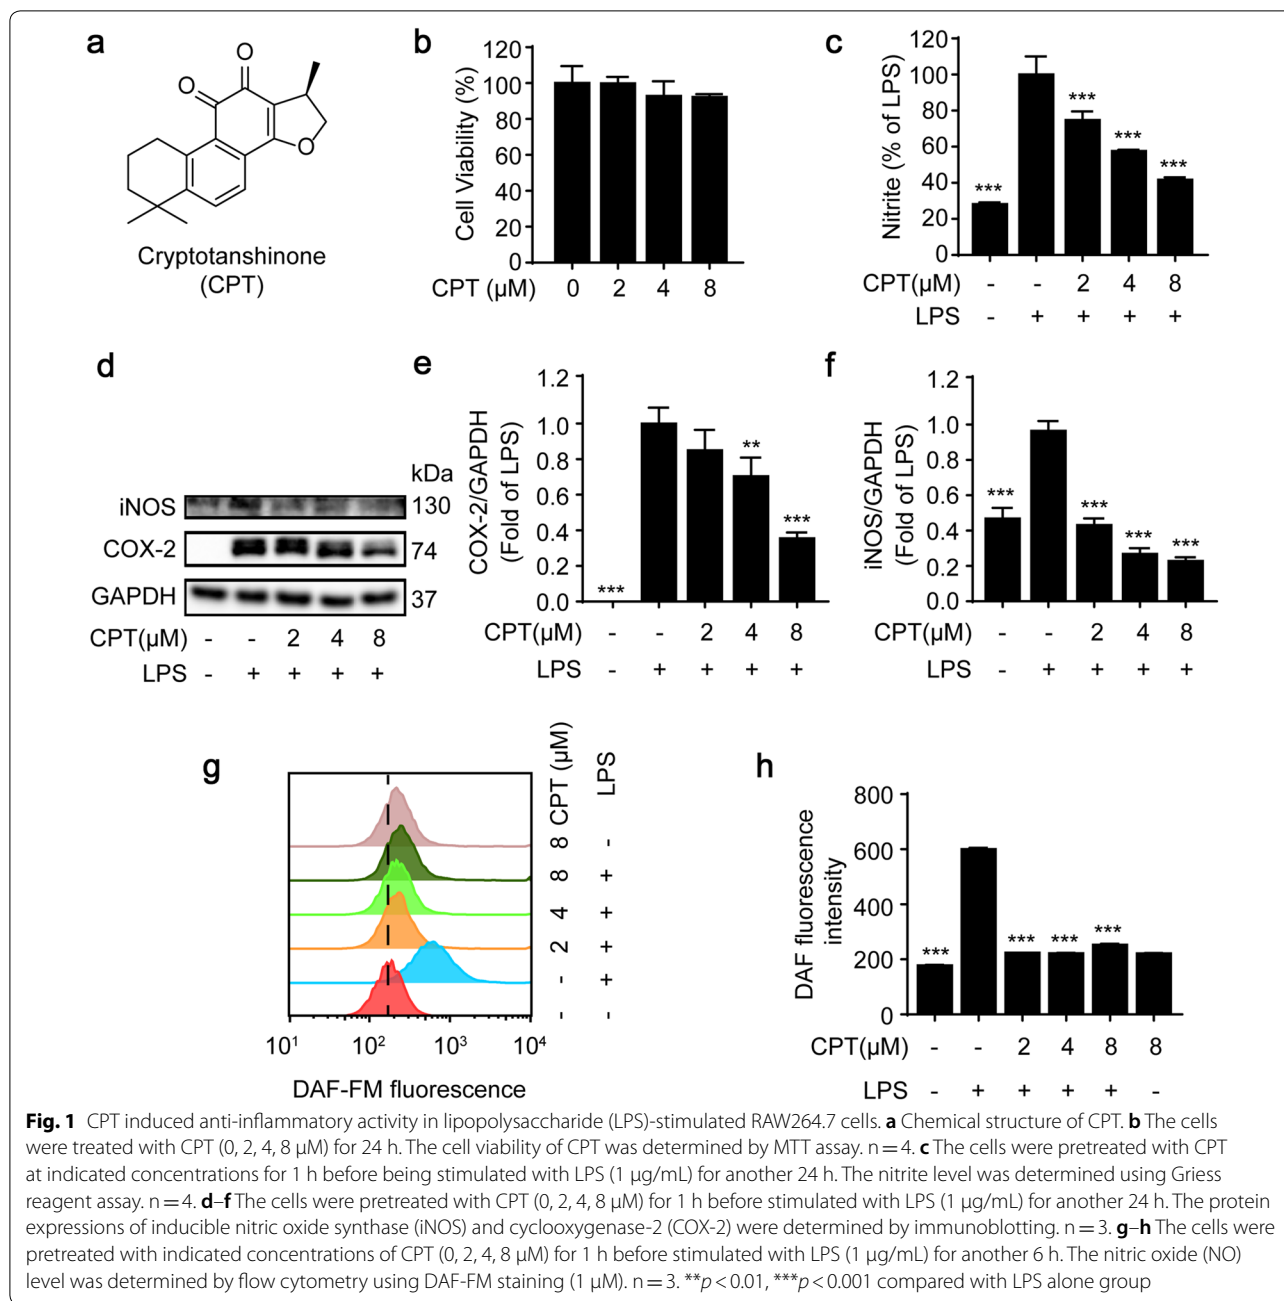 a
O
O
O
Cryptotanshinone
(CPT)
b
Cell Viability (%)
120
100
80
60
40
20
0
CPT (µM) 0 2 4 8
c
Nitrite (% of LPS)
120
100
80
60
40
20
0
***
***
***
***
CPT(µM) - - 2 4 8
LPS - + + + +
d
kDa
iNOS 130
COX-2 74
GAPDH 37
CPT(µM) - - 2 4 8
LPS - + + + +
e
COX-2/GAPDH
(Fold of LPS)
1.2
1.0
0.8
0.6
0.4
0.2
0.0
***
**
***
CPT(µM) - - 2 4 8
LPS - + + + +
f
iNOS/GAPDH
(Fold of LPS)
1.2
1.0
0.8
0.6
0.4
0.2
0.0
***
***
***
***
CPT(µM) - - 2 4 8
LPS - + + + +
g
CPT (µM)
LPS
8 -
8 +
4 +
2 +
- +
- -
10¹ 10² 10³ 10⁴
DAF-FM fluorescence
h
DAF fluorescence
intensity
800
600
400
200
0
***
***
***
***
CPT(µM) - - 2 4 8 8
LPS - + + + + -
Fig. 1 CPT induced anti-inflammatory activity in lipopolysaccharide (LPS)-stimulated RAW264.7 cells. a Chemical structure of CPT. b The cells
were treated with CPT (0, 2, 4, 8 µM) for 24 h. The cell viability of CPT was determined by MTT assay. n = 4. c The cells were pretreated with CPT
at indicated concentrations for 1 h before being stimulated with LPS (1 µg/mL) for another 24 h. The nitrite level was determined using Griess
reagent assay. n = 4. d–f The cells were pretreated with CPT (0, 2, 4, 8 µM) for 1 h before stimulated with LPS (1 µg/mL) for another 24 h. The protein
expressions of inducible nitric oxide synthase (iNOS) and cyclooxygenase-2 (COX-2) were determined by immunoblotting. n = 3. g–h The cells were
pretreated with indicated concentrations of CPT (0, 2, 4, 8 µM) for 1 h before stimulated with LPS (1 µg/mL) for another 6 h. The nitric oxide (NO)
level was determined by flow cytometry using DAF-FM staining (1 µM). n = 3. **p < 0.01, ***p < 0.001 compared with LPS alone group